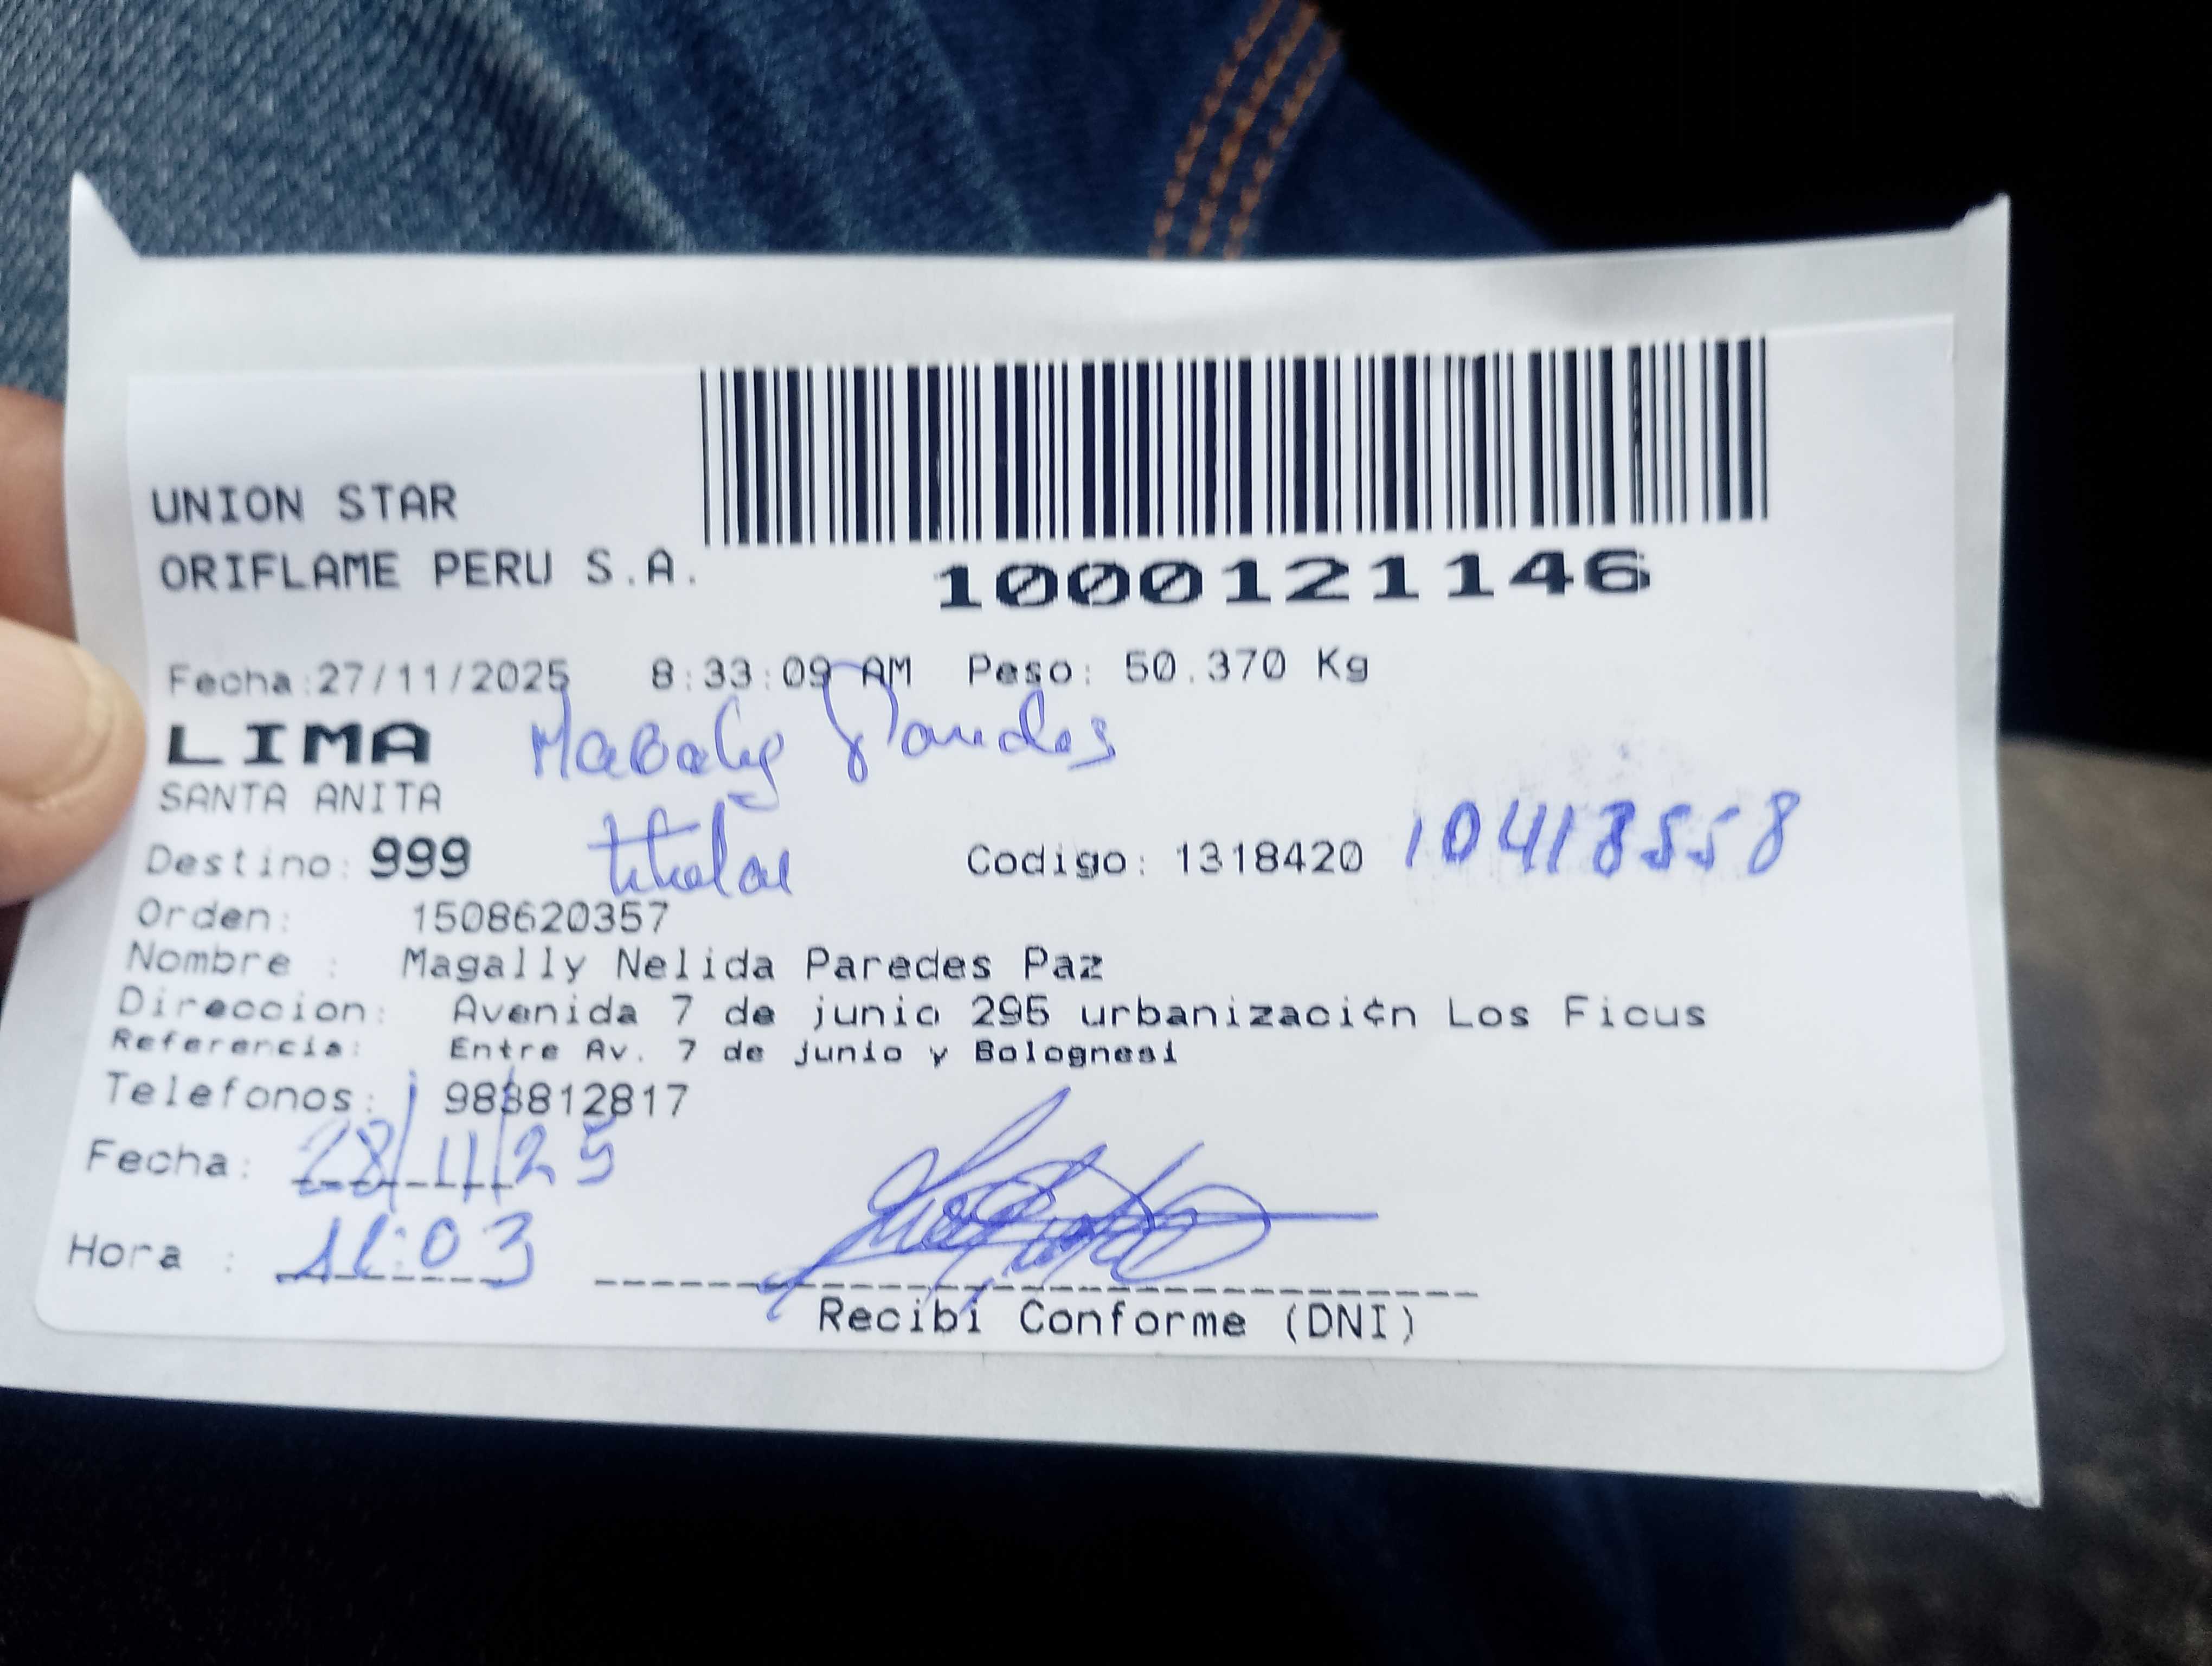 UNION STAR
ORIFLAME PERU S.A.
1000121146
Fecha:27/11/2025 8:33:09 AM Peso: 50.370 Kg
LIMA
Paredes
SANTA ANITA
titular
Destino: 999 Codigo: 1318420 10418558
Orden: 1508620357
Nombre : Magally Nelida Paredes Paz
Direccion: Avenida 7 de junio 295 urbanizaci¢n Los Ficus
Referencia: Entre Av. 7 de junio y Bolognesi
Telefonos: 983812817
Fecha: 28/11/25
Hora : 11:03
Recibi Conforme (DNI)